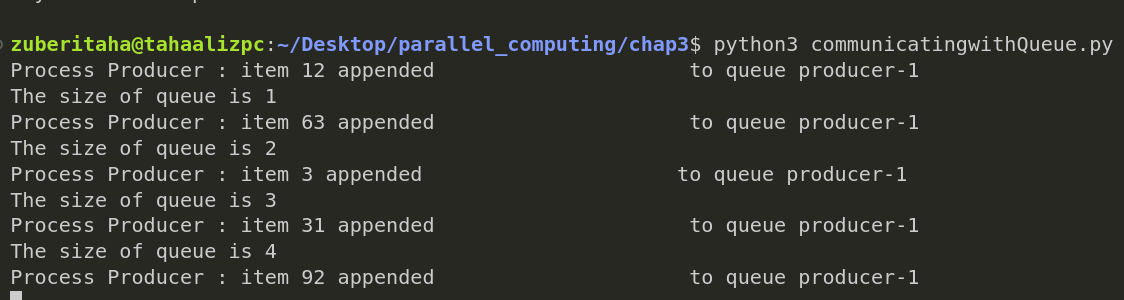 zuberitaha@tahaalizpc:~/Desktop/parallel_computing/chap3$ python3 communicatingwithQueue.py
Process Producer : item 12 appended                     to queue producer-1
The size of queue is 1
Process Producer : item 63 appended                     to queue producer-1
The size of queue is 2
Process Producer : item 3 appended                     to queue producer-1
The size of queue is 3
Process Producer : item 31 appended                     to queue producer-1
The size of queue is 4
Process Producer : item 92 appended                     to queue producer-1